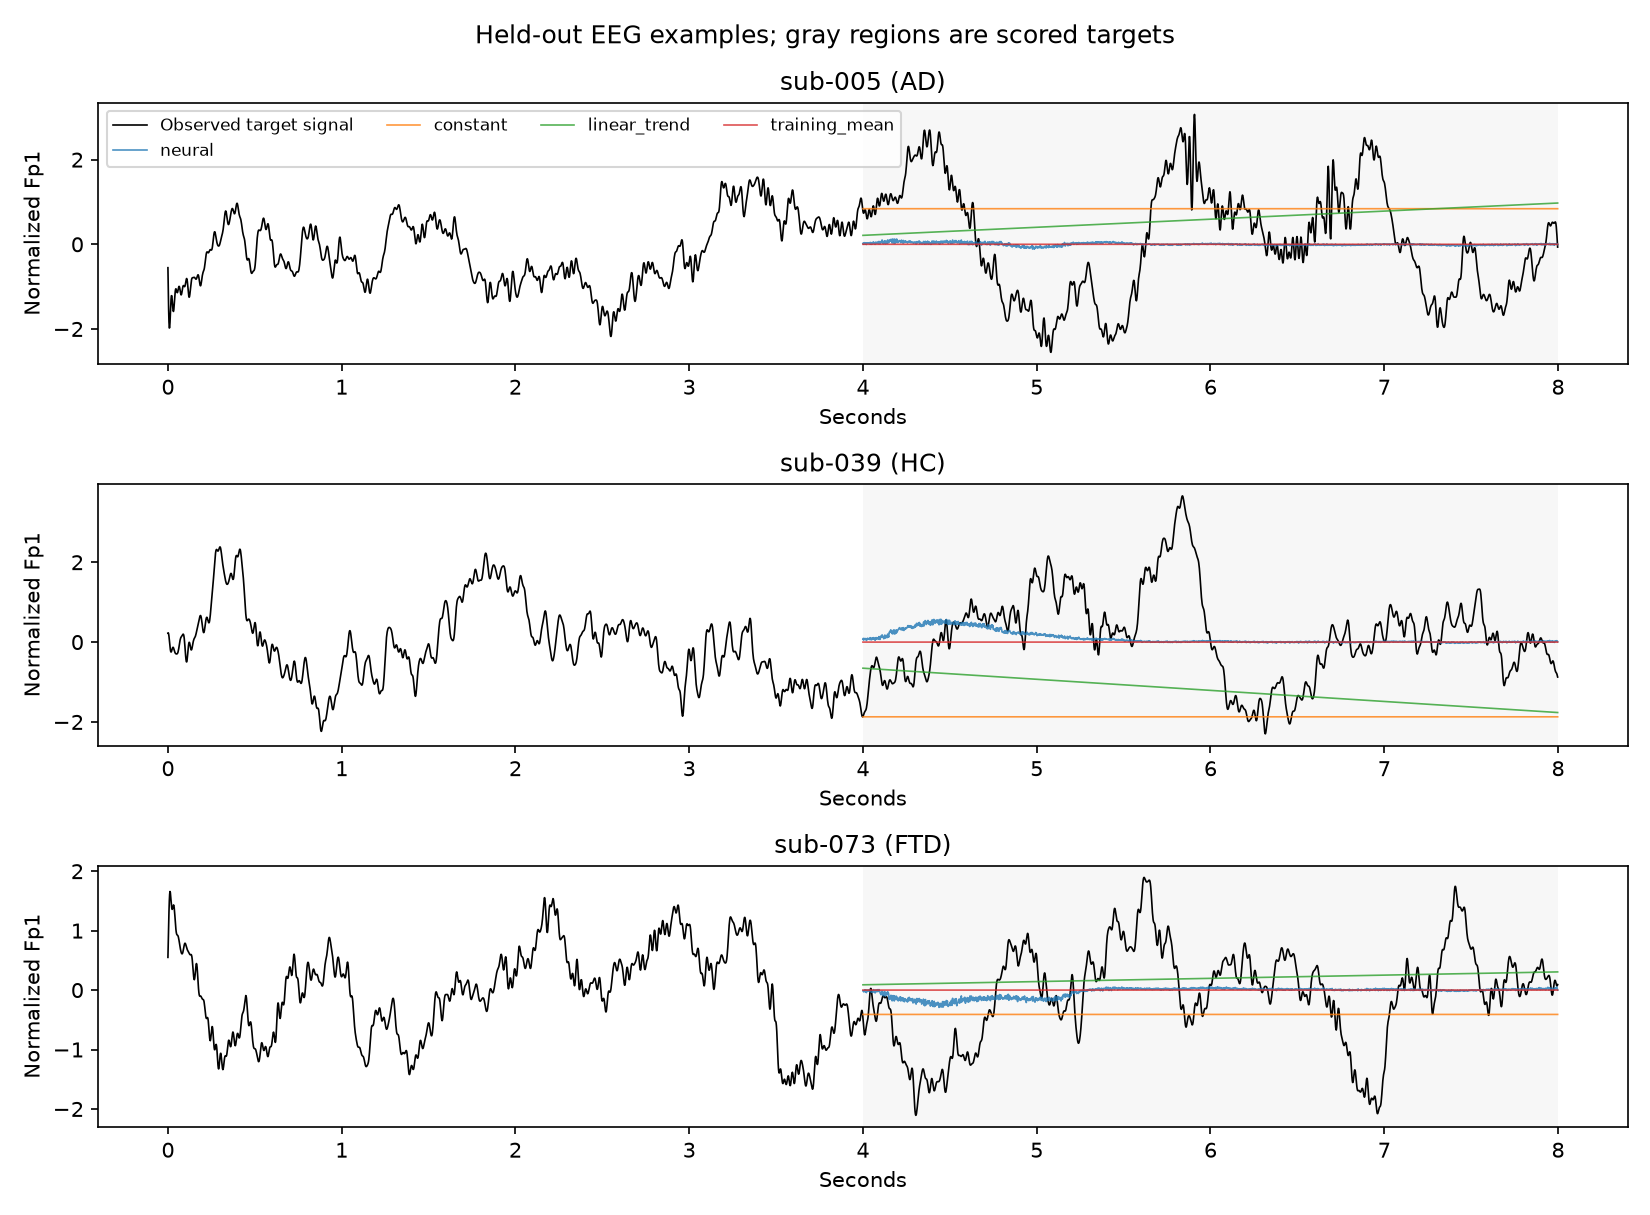 Held-out EEG examples; gray regions are scored targets
sub-005 (AD)
Observed target signal constant linear_trend training_mean
neural
Normalized Fp1
2
0
−2
0 1 2 3 4 5 6 7 8
Seconds
sub-039 (HC)
Normalized Fp1
2
0
−2
0 1 2 3 4 5 6 7 8
Seconds
sub-073 (FTD)
Normalized Fp1
2
1
0
−1
−2
0 1 2 3 4 5 6 7 8
Seconds